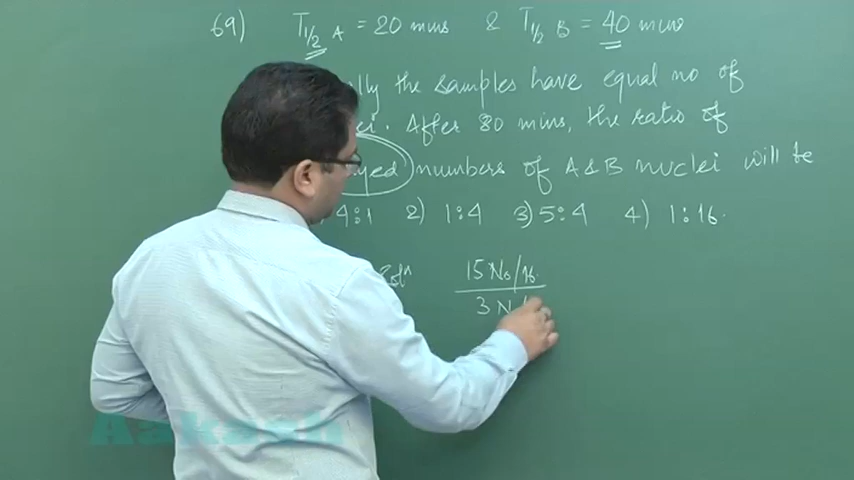 69) T1/2 A = 20 mins & T1/2 B = 40 mins
the samples have equal no of
After 80 mins, the ratio of
numbers of A & B nuclei will be
4:1 2) 1:4 3) 5:4 4) 1:16.
Solⁿ 15 N₀/16
3 N
Aakash